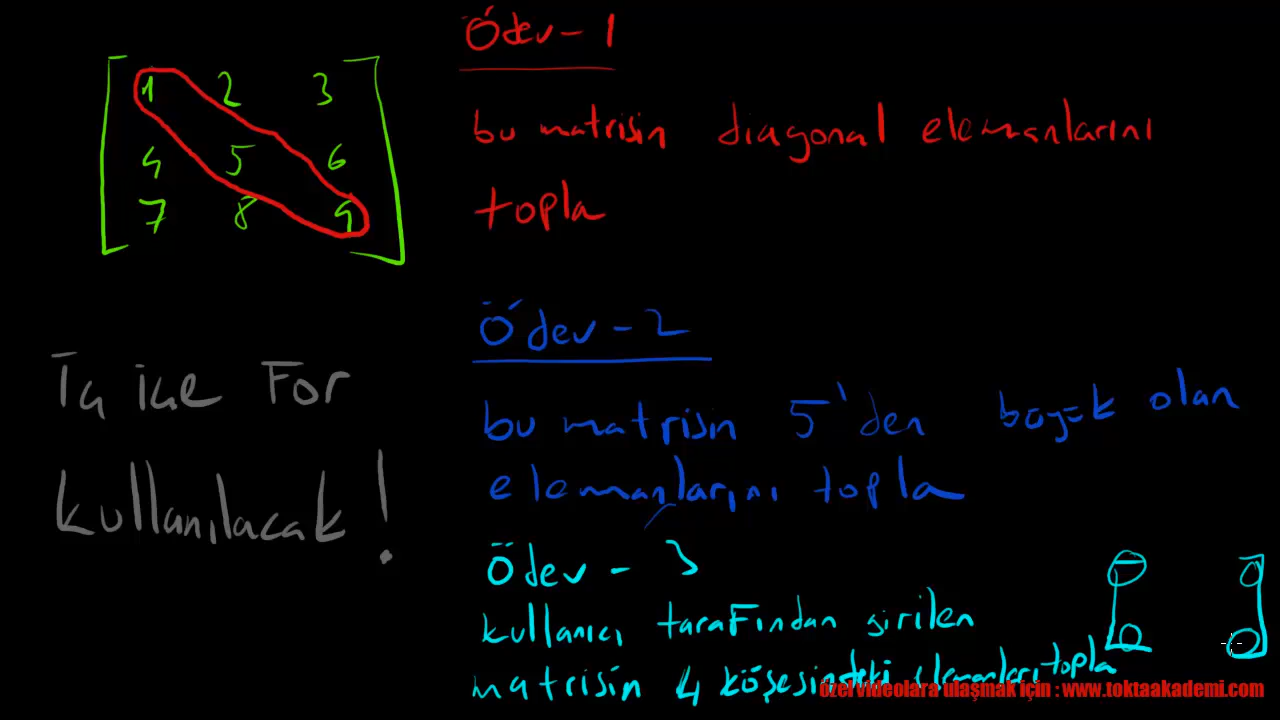 1 2 3
4 5 6
7 8 9
Ödev-1
bu matrisin diagonal elemanlarını
topla
Ödev-2
bu matrisin 5'den büyük olan
elemanlarını topla
İç içe For
kullanılacak!
Ödev-3
kullanıcı tarafından girilen
matrisin 4 köşesindeki elemanları topla
özel videolara ulaşmak için : www.toktaakademi.com